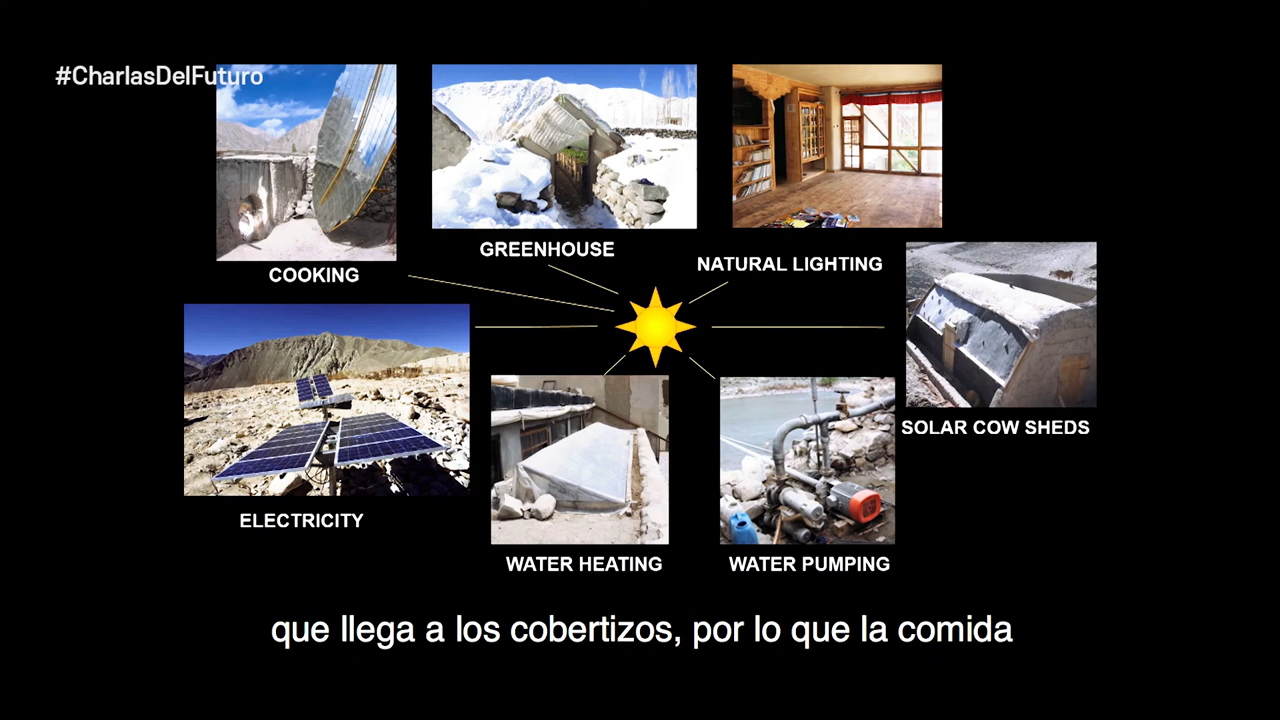 #CharlasDelFuturo
COOKING
GREENHOUSE
NATURAL LIGHTING
SOLAR COW SHEDS
ELECTRICITY
WATER HEATING
WATER PUMPING
que llega a los cobertizos, por lo que la comida